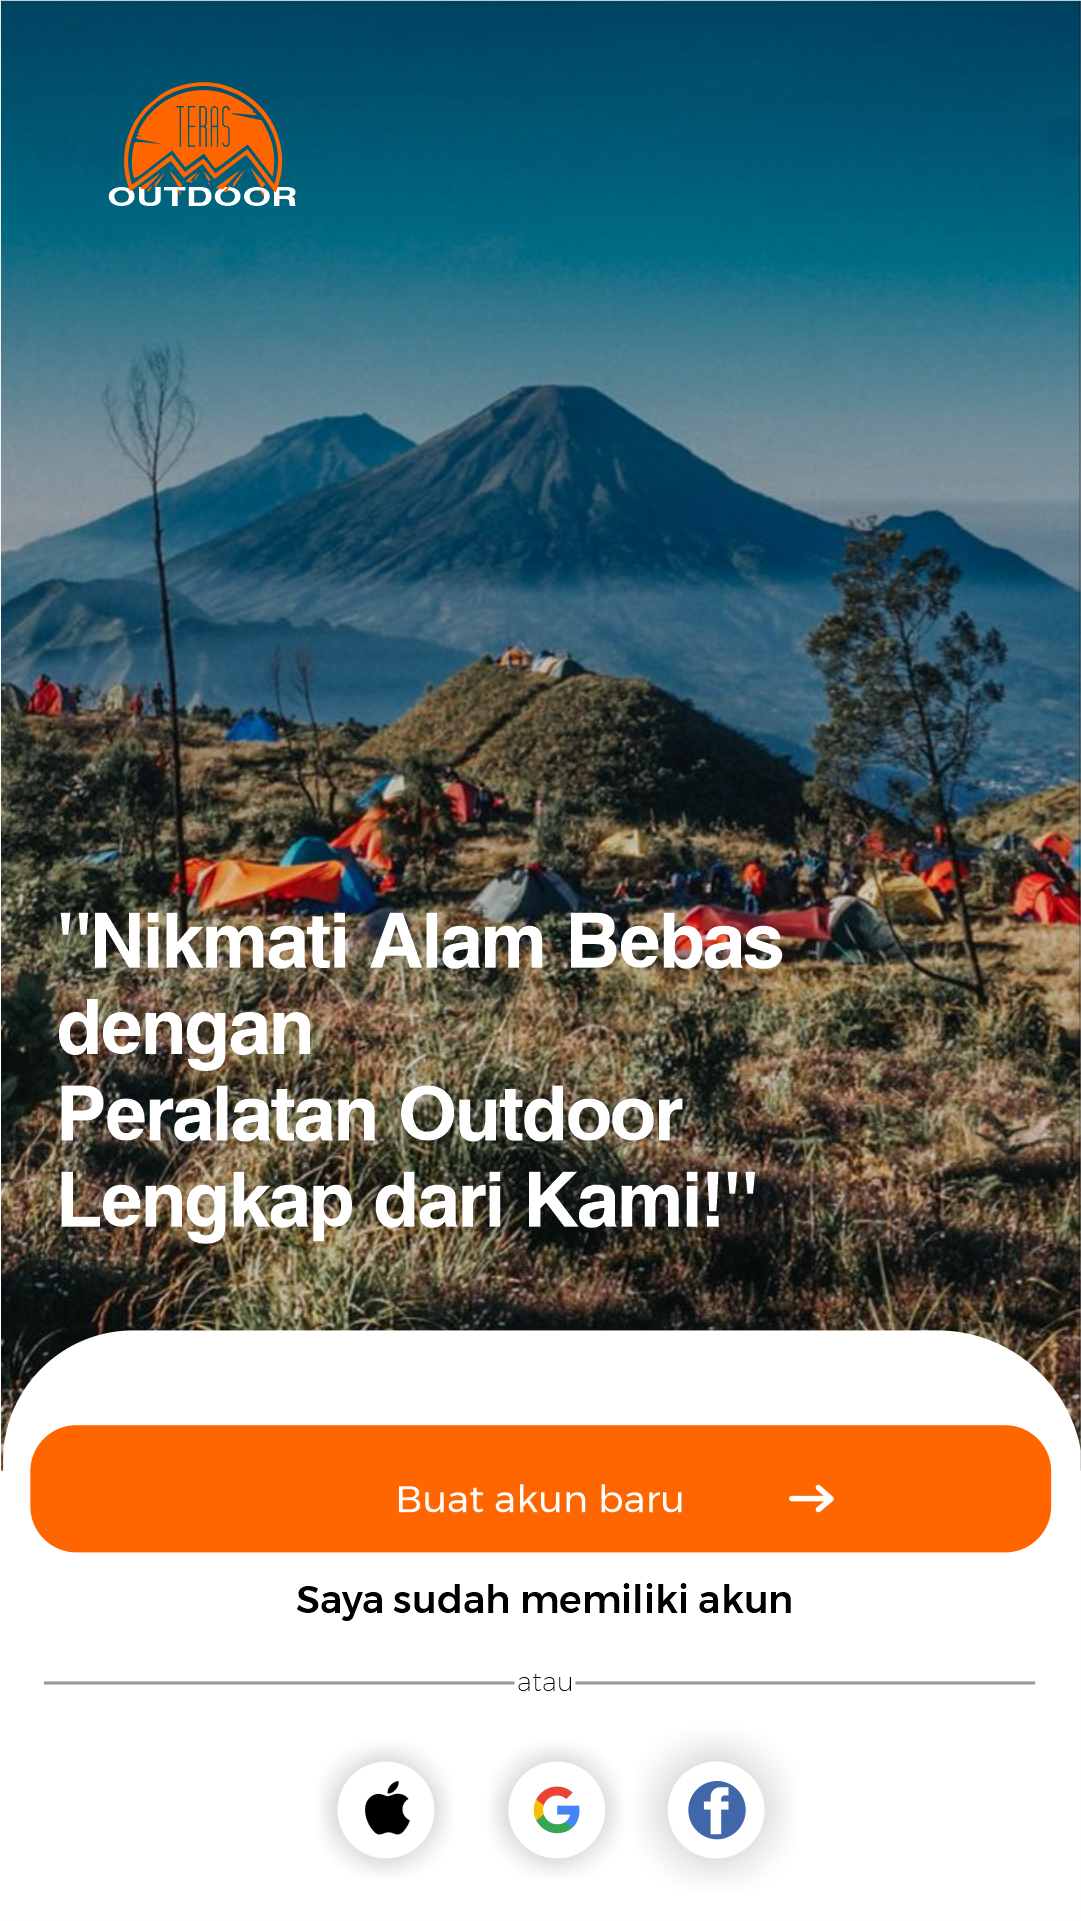 TERAS
OUTDOOR
"Nikmati Alam Bebas
dengan
Peralatan Outdoor
Lengkap dari Kami!"
Buat akun baru
Saya sudah memiliki akun
atau